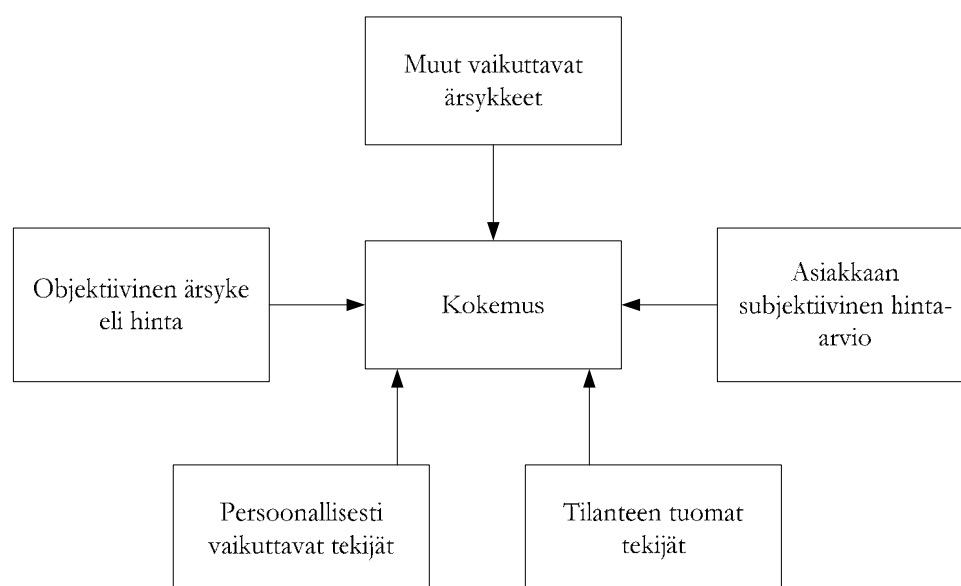 Muut vaikuttavat
ärsykkeet
Objektiivinen ärsyke
eli hinta
Kokemus
Asiakkaan
subjektiivinen hinta-
arvio
Persoonallisesti
vaikuttavat tekijät
Tilanteen tuomat
tekijät